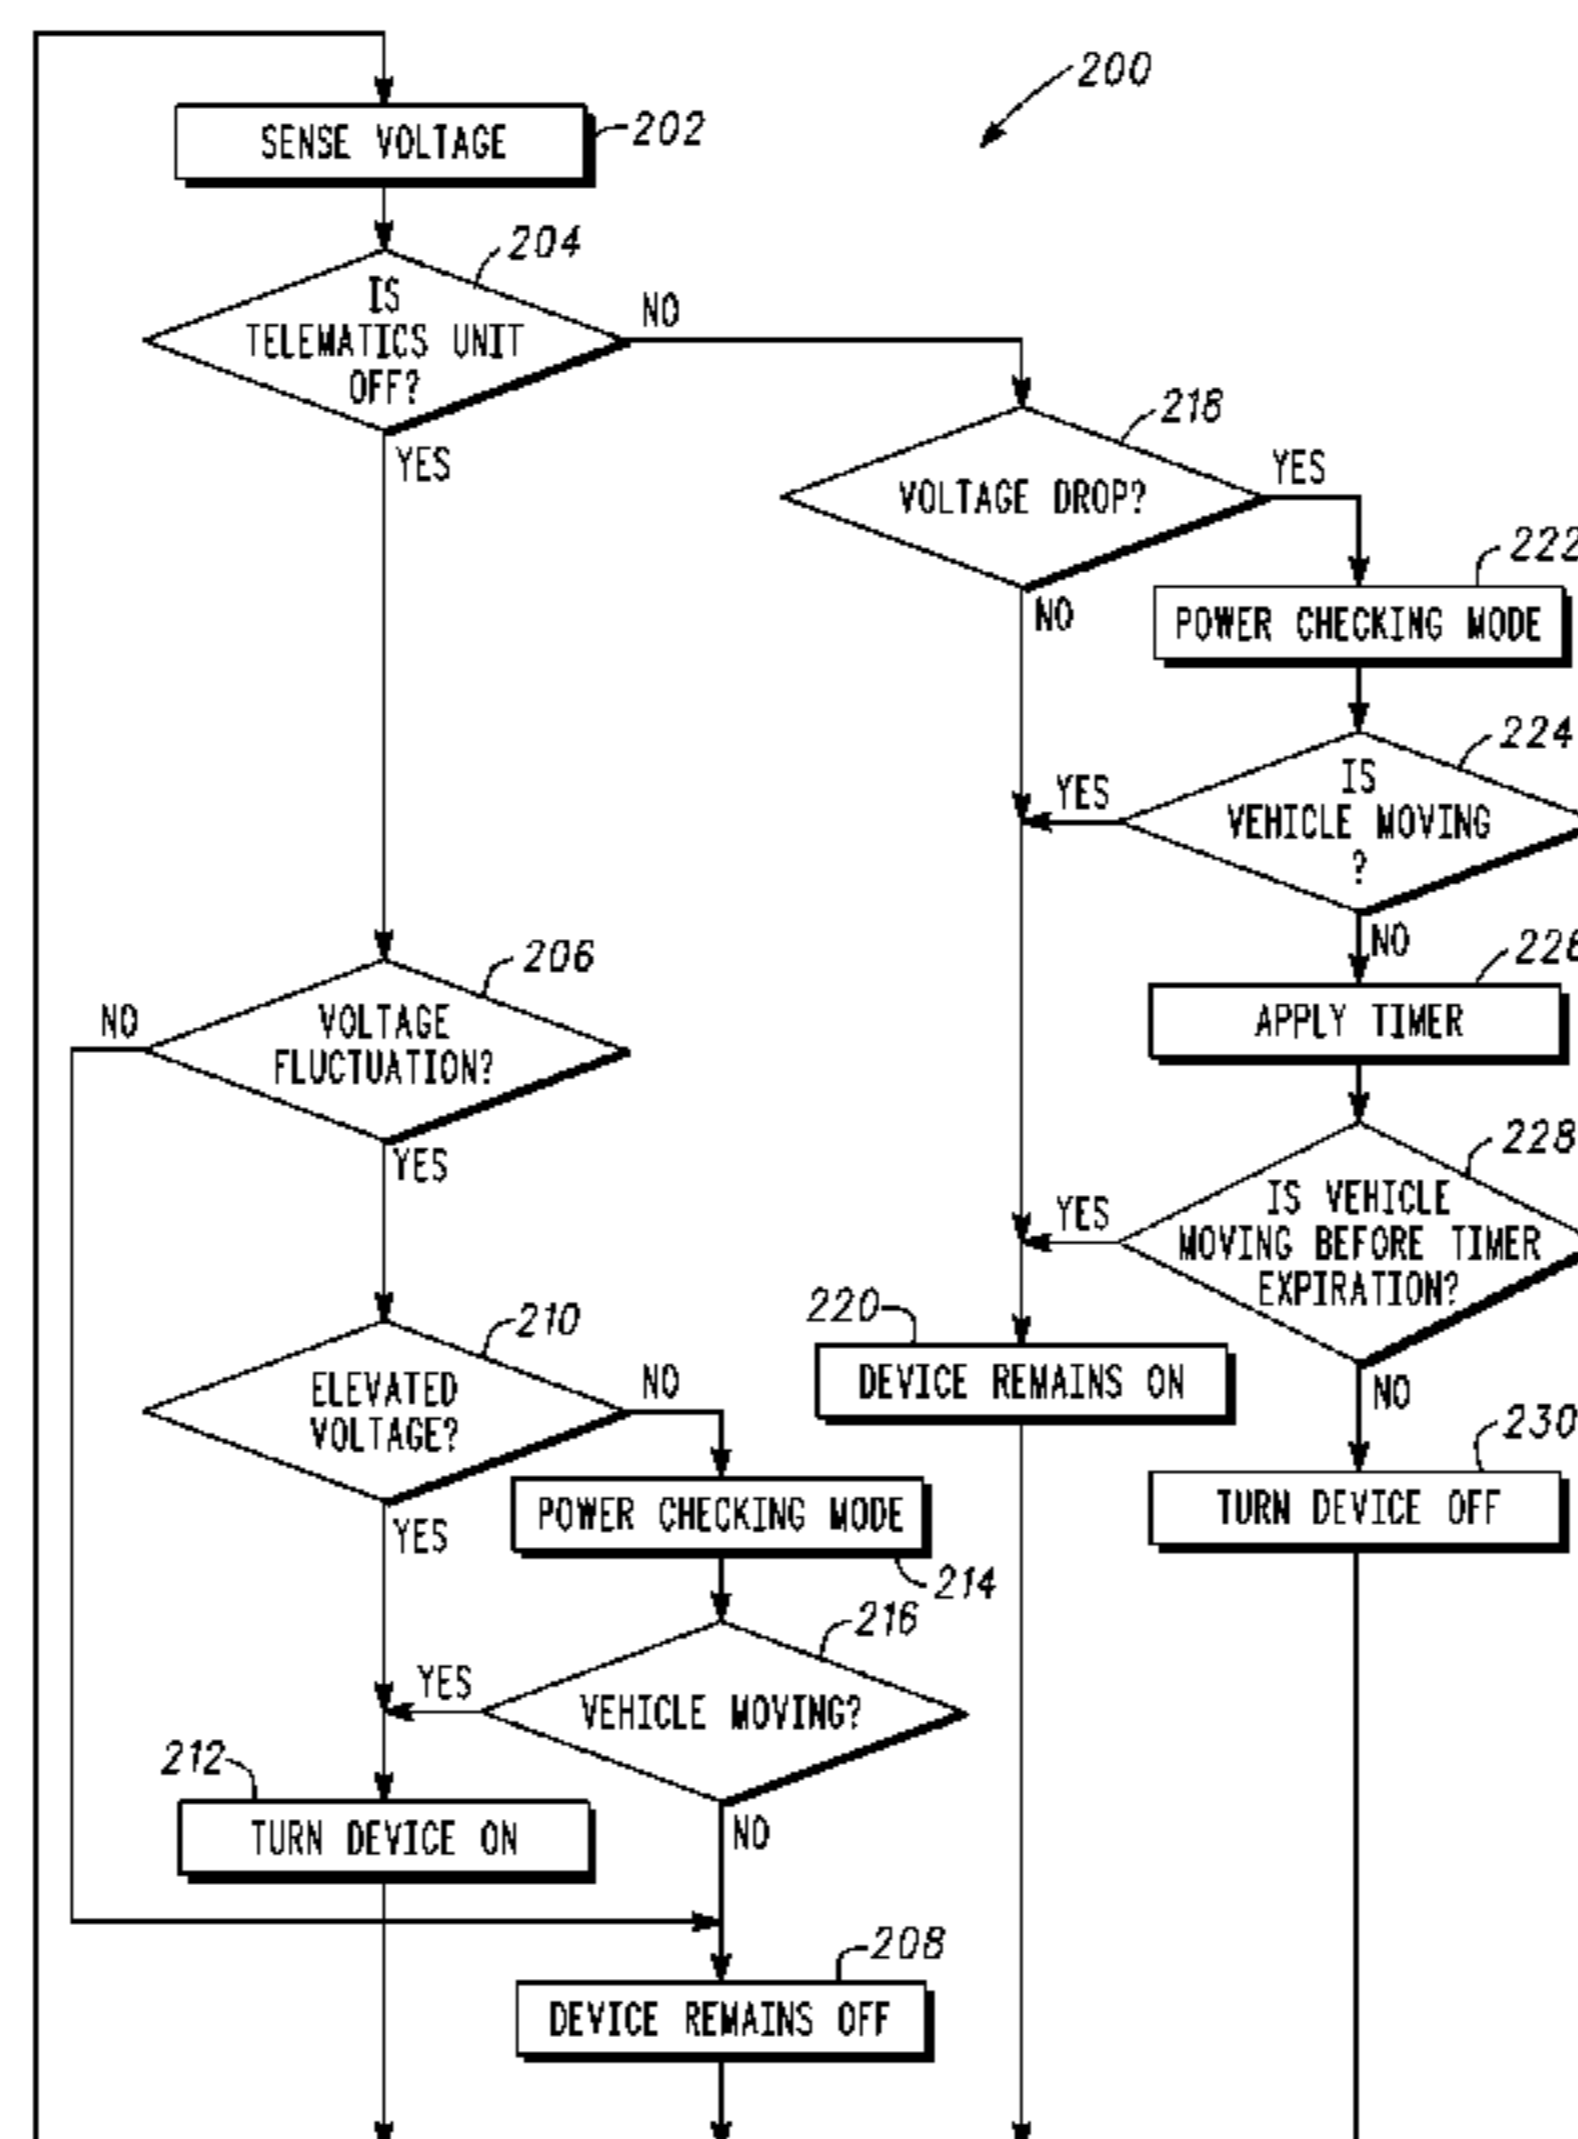 200
SENSE VOLTAGE
202
204
IS
TELEMATICS UNIT
OFF?
NO
YES
218
VOLTAGE DROP?
YES
NO
222
POWER CHECKING MODE
224
IS
VEHICLE MOVING
?
YES
NO
226
APPLY TIMER
206
VOLTAGE
FLUCTUATION?
NO
YES
228
IS VEHICLE
MOVING BEFORE TIMER
EXPIRATION?
YES
NO
210
ELEVATED
VOLTAGE?
NO
YES
220
DEVICE REMAINS ON
230
TURN DEVICE OFF
POWER CHECKING MODE
214
216
VEHICLE MOVING?
YES
NO
212
TURN DEVICE ON
208
DEVICE REMAINS OFF